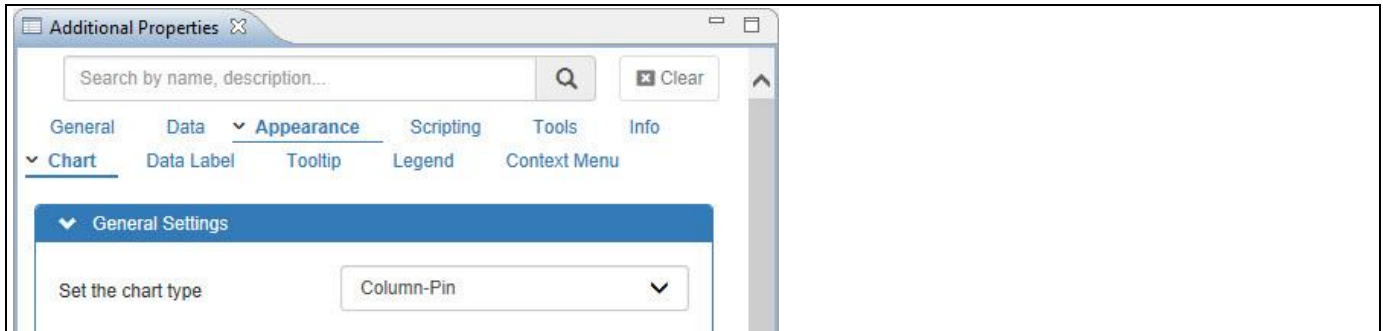 Additional Properties
Search by name, description... Clear
General Data Appearance Scripting Tools Info
Chart Data Label Tooltip Legend Context Menu
General Settings
Set the chart type Column-Pin